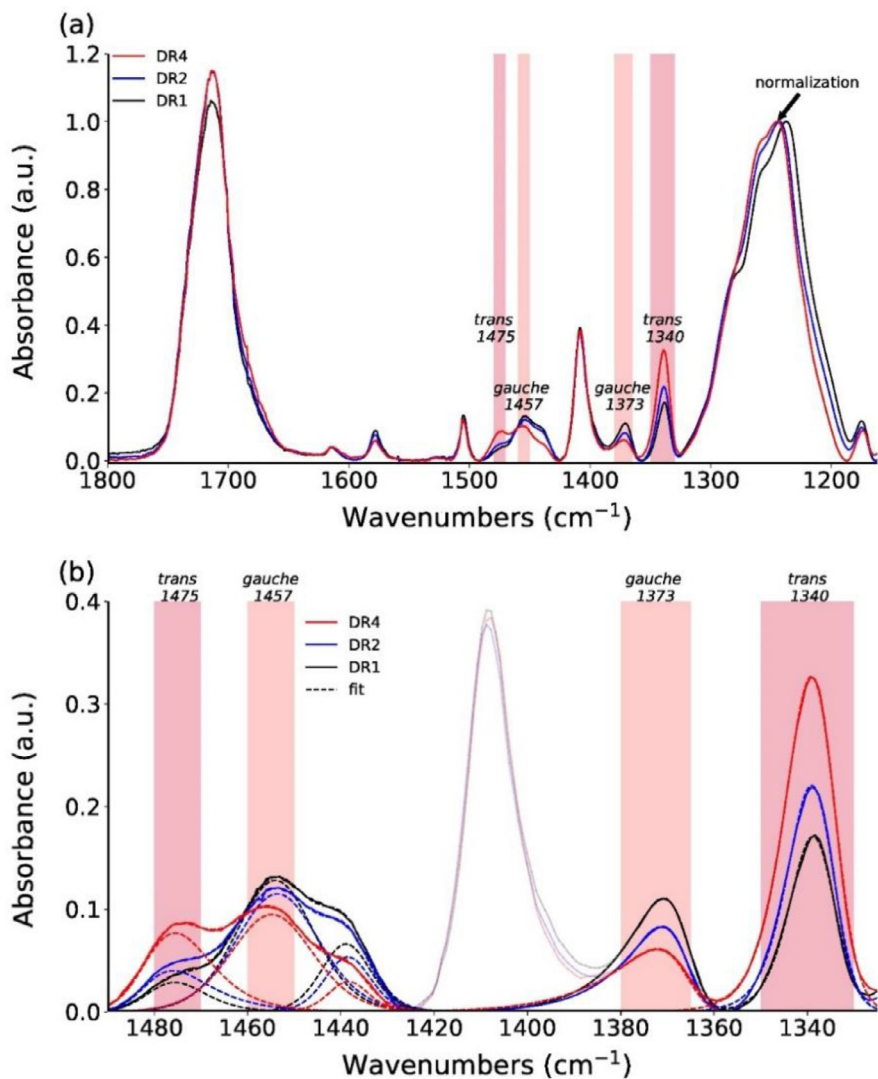 (a)
DR4
DR2
DR1
normalization
trans
1475
gauche
1457
gauche
1373
trans
1340
1.2
1.0
0.8
0.6
0.4
0.2
0.0
Absorbance (a.u.)
1800
1700
1600
1500
1400
1300
1200
Wavenumbers (cm⁻¹)
(b)
trans
1475
gauche
1457
gauche
1373
trans
1340
DR4
DR2
DR1
fit
0.4
0.3
0.2
0.1
0.0
Absorbance (a.u.)
1480
1460
1440
1420
1400
1380
1360
1340
Wavenumbers (cm⁻¹)